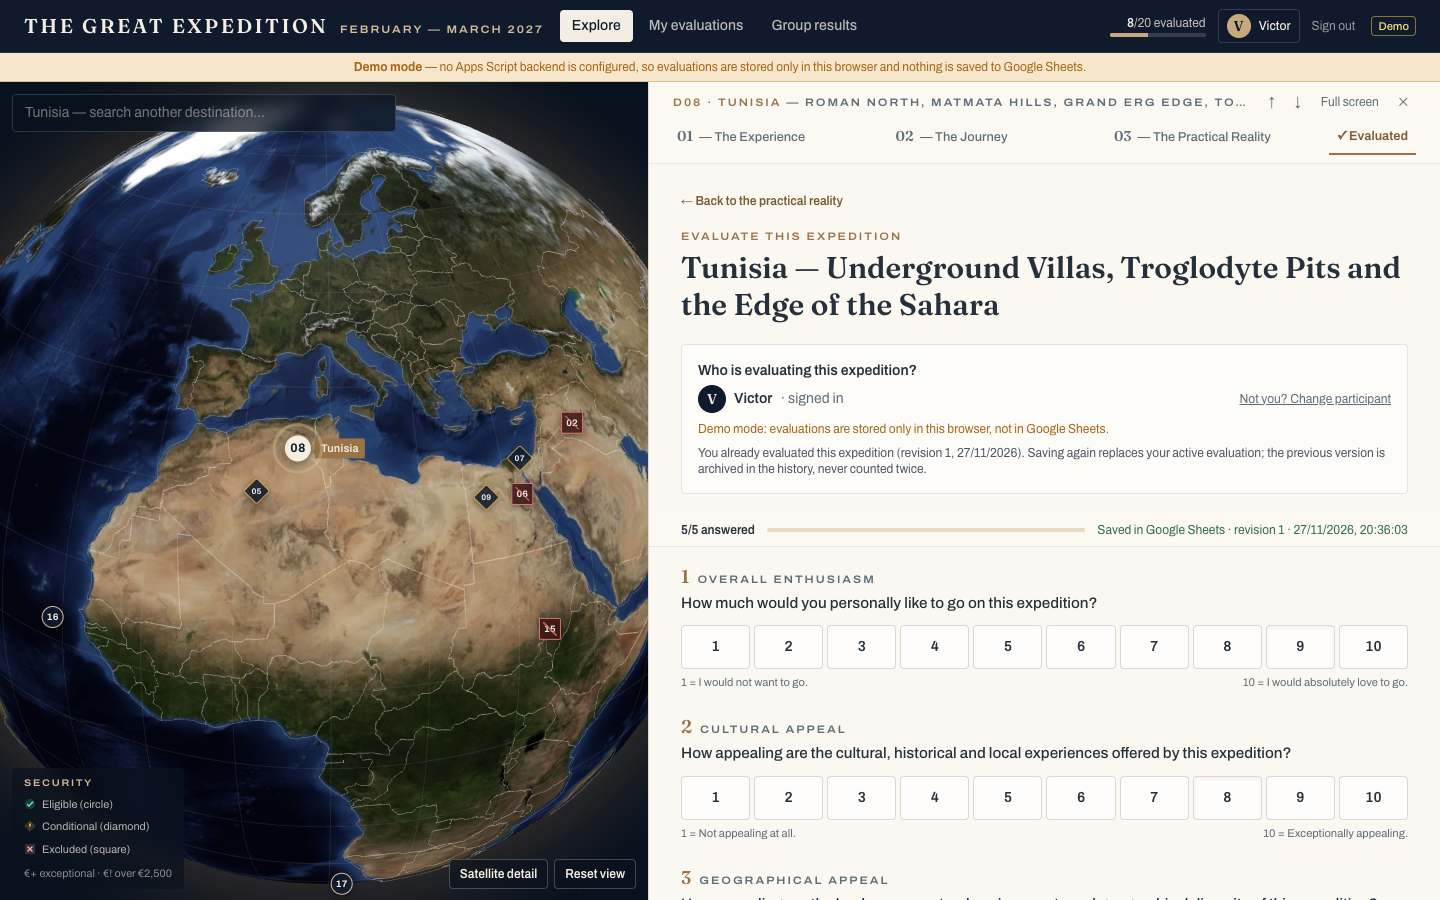 THE GREAT EXPEDITION FEBRUARY — MARCH 2027 Explore My evaluations Group results 8/20 evaluated V Victor Sign out Demo
Demo mode — no Apps Script backend is configured, so evaluations are stored only in this browser and nothing is saved to Google Sheets.
Tunisia — search another destination...
08 Tunisia
02
07
05
09
06
16
15
17
SECURITY
Eligible (circle)
Conditional (diamond)
Excluded (square)
€+ exceptional · €! over €2,500
Satellite detail Reset view
D08 · TUNISIA — ROMAN NORTH, MATMATA HILLS, GRAND ERG EDGE, TO... ↑ ↓ Full screen ×
01 — The Experience 02 — The Journey 03 — The Practical Reality ✓ Evaluated
← Back to the practical reality
EVALUATE THIS EXPEDITION
Tunisia — Underground Villas, Troglodyte Pits and
the Edge of the Sahara
Who is evaluating this expedition?
V Victor · signed in Not you? Change participant
Demo mode: evaluations are stored only in this browser, not in Google Sheets.
You already evaluated this expedition (revision 1, 27/11/2026). Saving again replaces your active evaluation; the previous version is
archived in the history, never counted twice.
5/5 answered Saved in Google Sheets · revision 1 · 27/11/2026, 20:36:03
1 OVERALL ENTHUSIASM
How much would you personally like to go on this expedition?
1 2 3 4 5 6 7 8 9 10
1 = I would not want to go. 10 = I would absolutely love to go.
2 CULTURAL APPEAL
How appealing are the cultural, historical and local experiences offered by this expedition?
1 2 3 4 5 6 7 8 9 10
1 = Not appealing at all. 10 = Exceptionally appealing.
3 GEOGRAPHICAL APPEAL